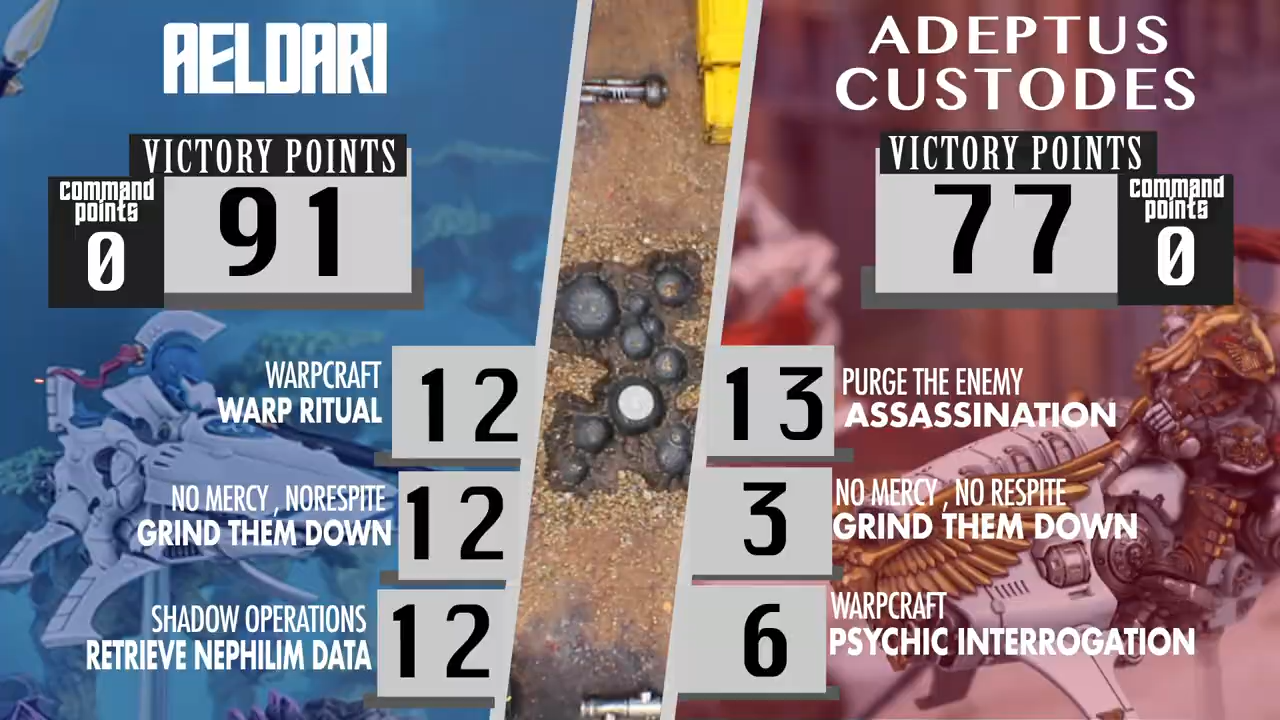 AELDARI
VICTORY POINTS
command
points
0
91
WARPCRAFT
WARP RITUAL
12
NO MERCY , NORESPITE
GRIND THEM DOWN
12
SHADOW OPERATIONS
RETRIEVE NEPHILIM DATA
12
ADEPTUS
CUSTODES
VICTORY POINTS
77
command
points
0
13
PURGE THE ENEMY
ASSASSINATION
3
NO MERCY , NO RESPITE
GRIND THEM DOWN
6
WARPCRAFT
PSYCHIC INTERROGATION